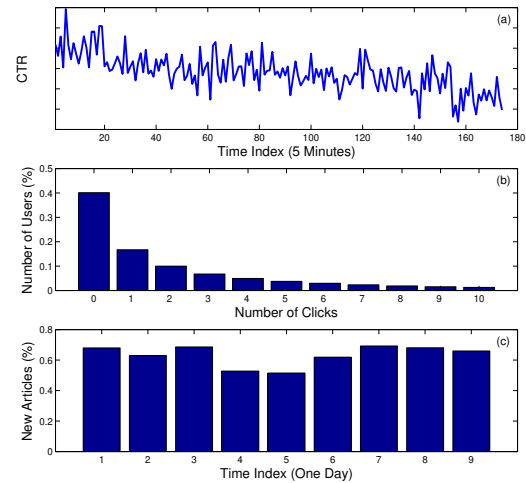 (a)
CTR
20 40 60 80 100 120 140 160 180
Time Index (5 Minutes)
(b)
Number of Users (%)
0.5
0.4
0.3
0.2
0.1
0
0 1 2 3 4 5 6 7 8 9 10
Number of Clicks
(c)
New Articles (%)
0.8
0.6
0.4
0.2
0
1 2 3 4 5 6 7 8 9
Time Index (One Day)